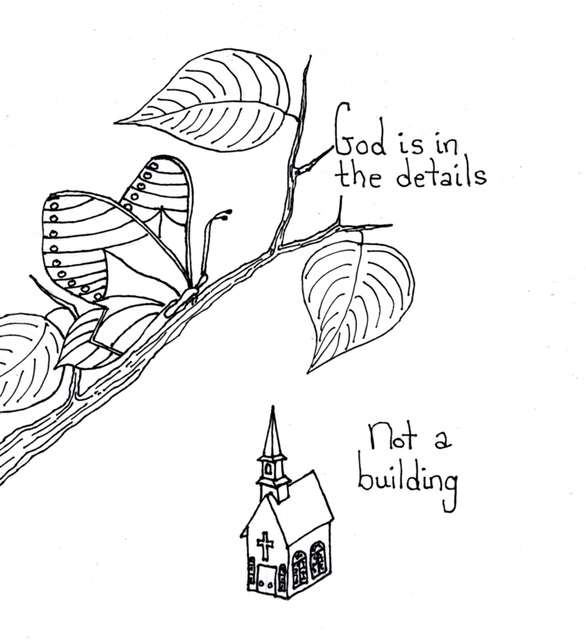 God is in
the details
Not a
building